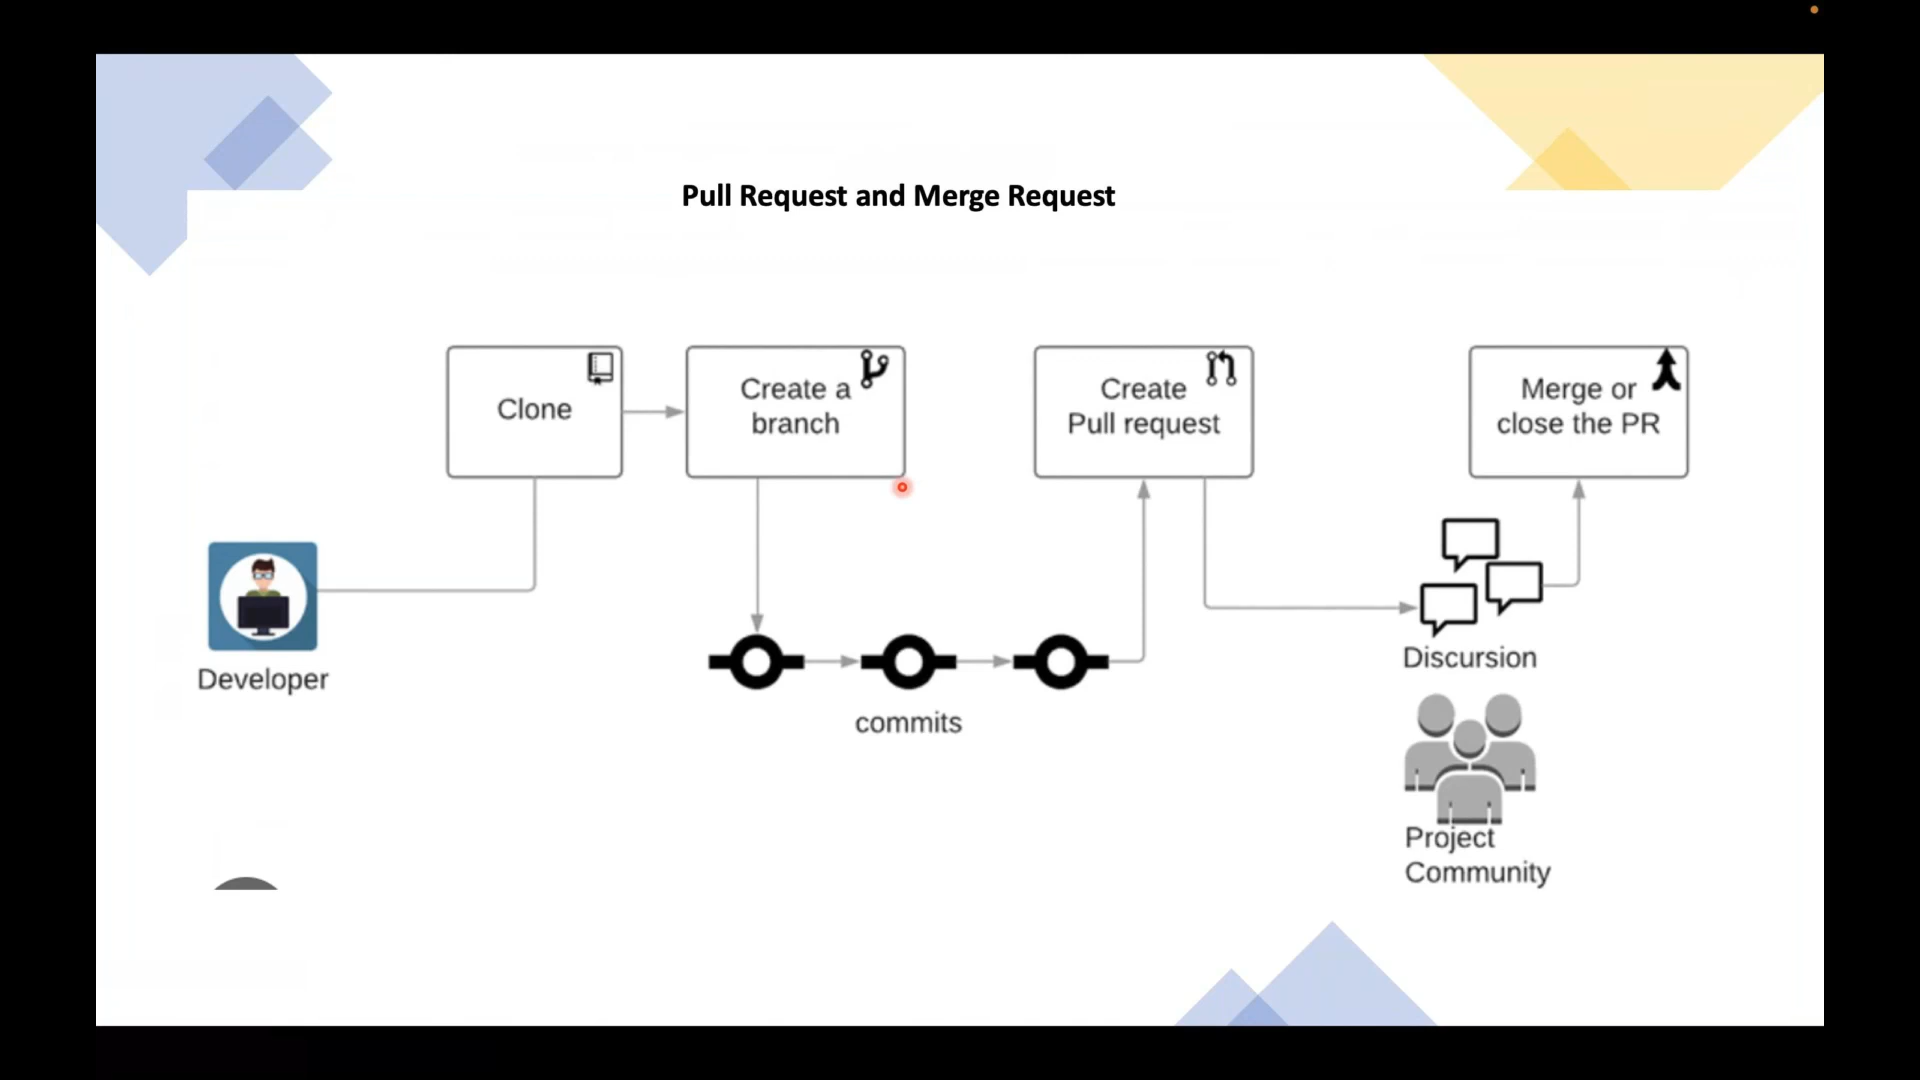 Pull Request and Merge Request
Clone
Create a
branch
Create
Pull request
Merge or
close the PR
Developer
commits
Discursion
Project
Community